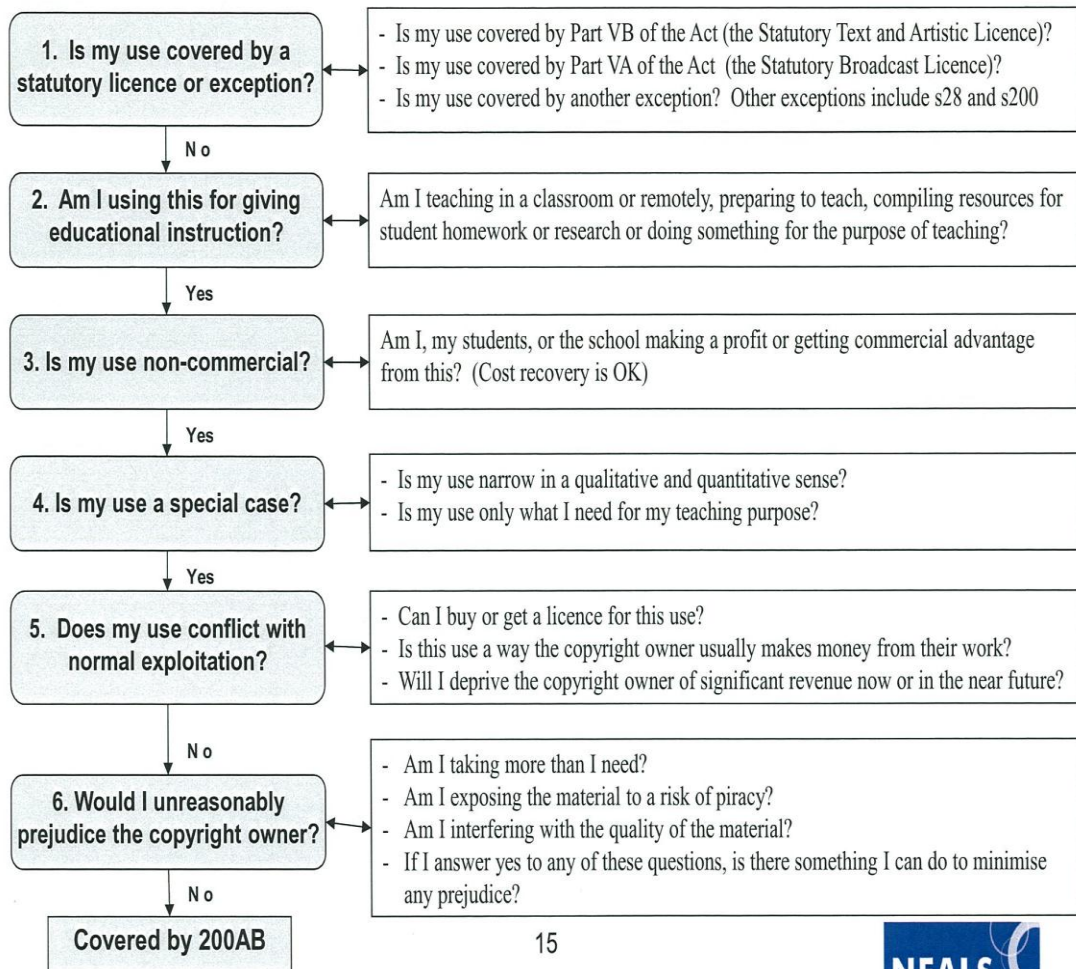 1. Is my use covered by a
statutory licence or exception?
- Is my use covered by Part VB of the Act (the Statutory Text and Artistic Licence)?
- Is my use covered by Part VA of the Act (the Statutory Broadcast Licence)?
- Is my use covered by another exception? Other exceptions include s28 and s200
No
2. Am I using this for giving
educational instruction?
Am I teaching in a classroom or remotely, preparing to teach, compiling resources for
student homework or research or doing something for the purpose of teaching?
Yes
3. Is my use non-commercial?
Am I, my students, or the school making a profit or getting commercial advantage
from this? (Cost recovery is OK)
Yes
4. Is my use a special case?
- Is my use narrow in a qualitative and quantitative sense?
- Is my use only what I need for my teaching purpose?
Yes
5. Does my use conflict with
normal exploitation?
- Can I buy or get a licence for this use?
- Is this use a way the copyright owner usually makes money from their work?
- Will I deprive the copyright owner of significant revenue now or in the near future?
No
6. Would I unreasonably
prejudice the copyright owner?
- Am I taking more than I need?
- Am I exposing the material to a risk of piracy?
- Am I interfering with the quality of the material?
- If I answer yes to any of these questions, is there something I can do to minimise
any prejudice?
No
Covered by 200AB
15
NEALS